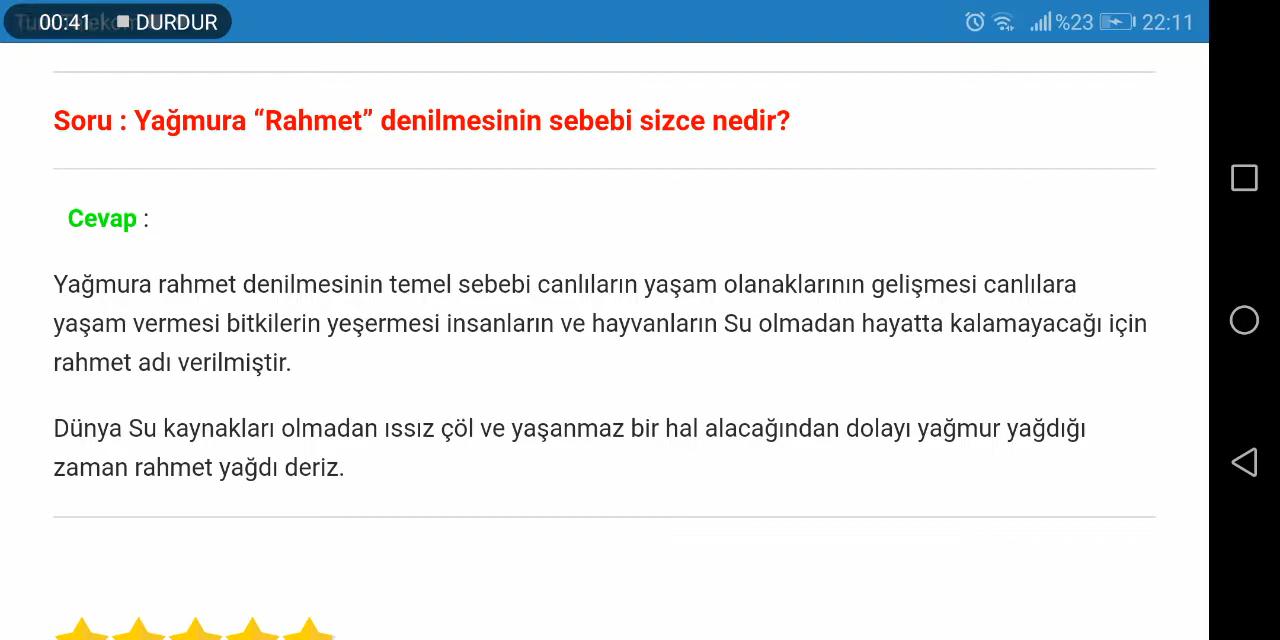 00:41 DURDUR
%23 22:11
Soru : Yağmura “Rahmet” denilmesinin sebebi sizce nedir?
Cevap :
Yağmura rahmet denilmesinin temel sebebi canlıların yaşam olanaklarının gelişmesi canlılara
yaşam vermesi bitkilerin yeşermesi insanların ve hayvanların Su olmadan hayatta kalamayacağı için
rahmet adı verilmiştir.
Dünya Su kaynakları olmadan ıssız çöl ve yaşanmaz bir hal alacağından dolayı yağmur yağdığı
zaman rahmet yağdı deriz.